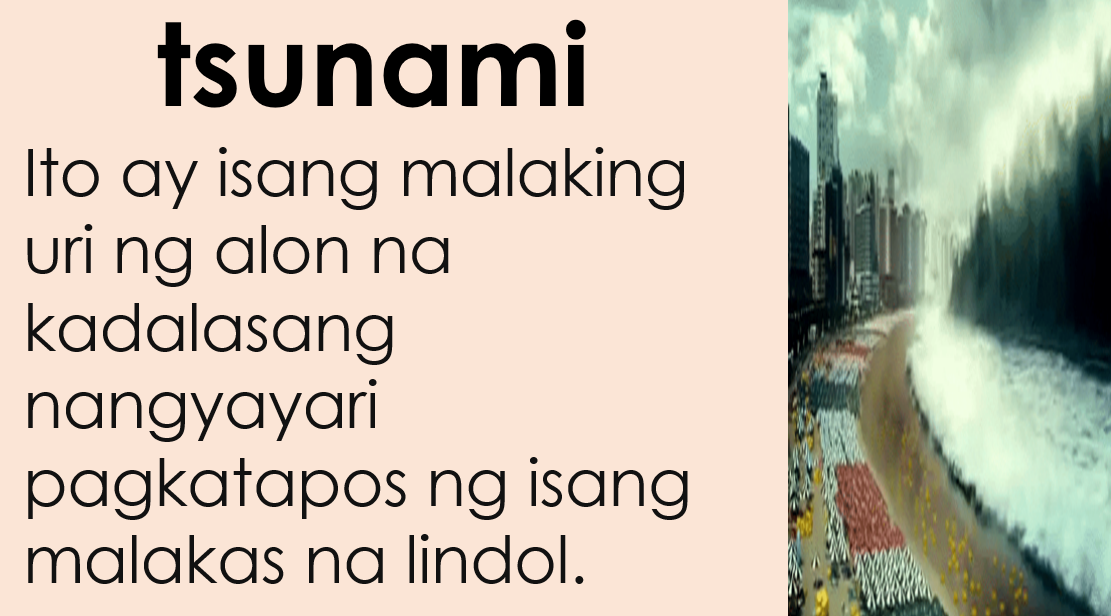 tsunami
Ito ay isang malaking
uri ng alon na
kadalasang
nangyayari
pagkatapos ng isang
malakas na lindol.